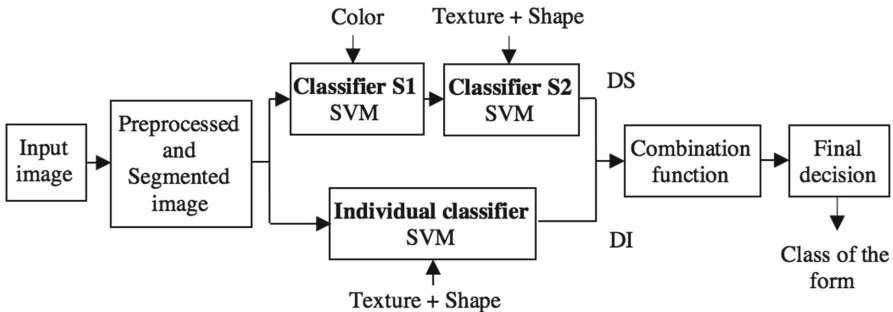 Color
Texture + Shape
Classifier S1
SVM
Classifier S2
SVM
DS
Input
image
Preprocessed
and
Segmented
image
Combination
function
Final
decision
Individual classifier
SVM
DI
Class of the
form
Texture + Shape